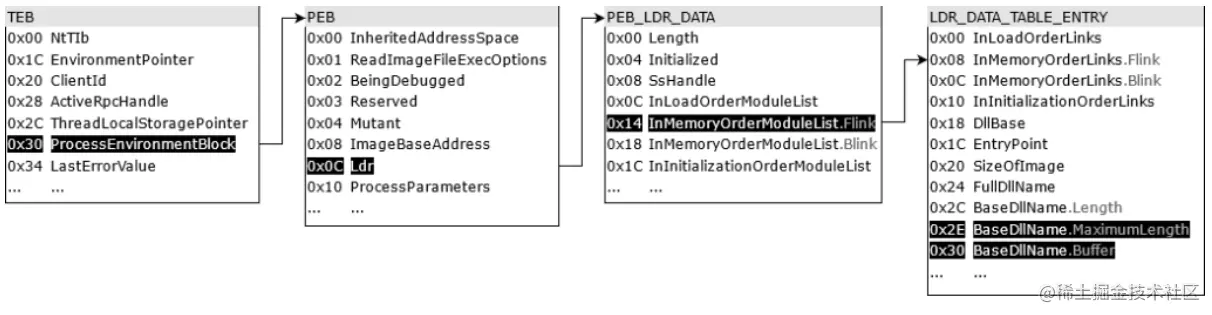 TEB
0x00 NtTIb
0x1C EnvironmentPointer
0x20 ClientId
0x28 ActiveRpcHandle
0x2C ThreadLocalStoragePointer
0x30 ProcessEnvironmentBlock
0x34 LastErrorValue
... ...
PEB
0x00 InheritedAddressSpace
0x01 ReadImageFileExecOptions
0x02 BeingDebugged
0x03 Reserved
0x04 Mutant
0x08 ImageBaseAddress
0x0C Ldr
0x10 ProcessParameters
... ...
PEB_LDR_DATA
0x00 Length
0x04 Initialized
0x08 SsHandle
0x0C InLoadOrderModuleList
0x14 InMemoryOrderModuleList.Flink
0x18 InMemoryOrderModuleList.Blink
0x1C InInitializationOrderModuleList
... ...
LDR_DATA_TABLE_ENTRY
0x00 InLoadOrderLinks
0x08 InMemoryOrderLinks.Flink
0x0C InMemoryOrderLinks.Blink
0x10 InInitializationOrderLinks
0x18 DllBase
0x1C EntryPoint
0x20 SizeOfImage
0x24 FullDllName
0x2C BaseDllName.Length
0x2E BaseDllName.MaximumLength
0x30 BaseDllName.Buffer
... ...
@稀土掘金技术社区